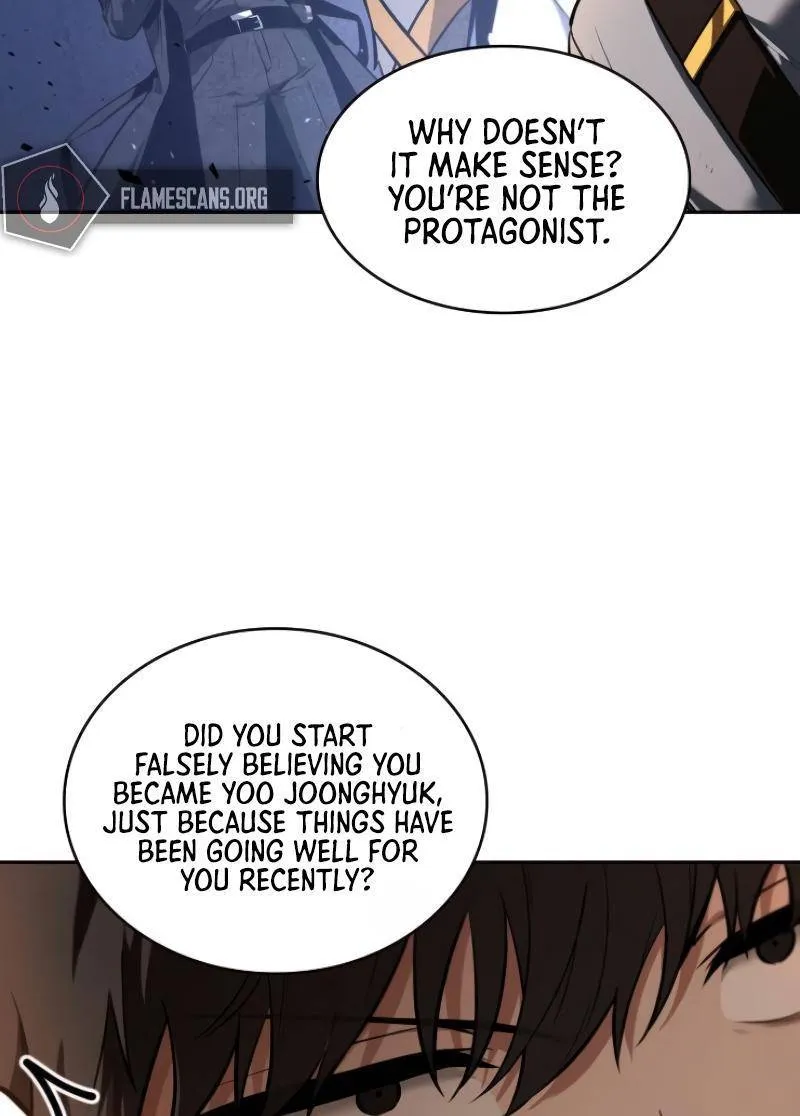 WHY DOESN'T
IT MAKE SENSE?
YOU'RE NOT THE
PROTAGONIST.
FLAMESCANS.ORG
DID YOU START
FALSELY BELIEVING YOU
BECAME YOO JOONGHYUK,
JUST BECAUSE THINGS HAVE
BEEN GOING WELL FOR
YOU RECENTLY?